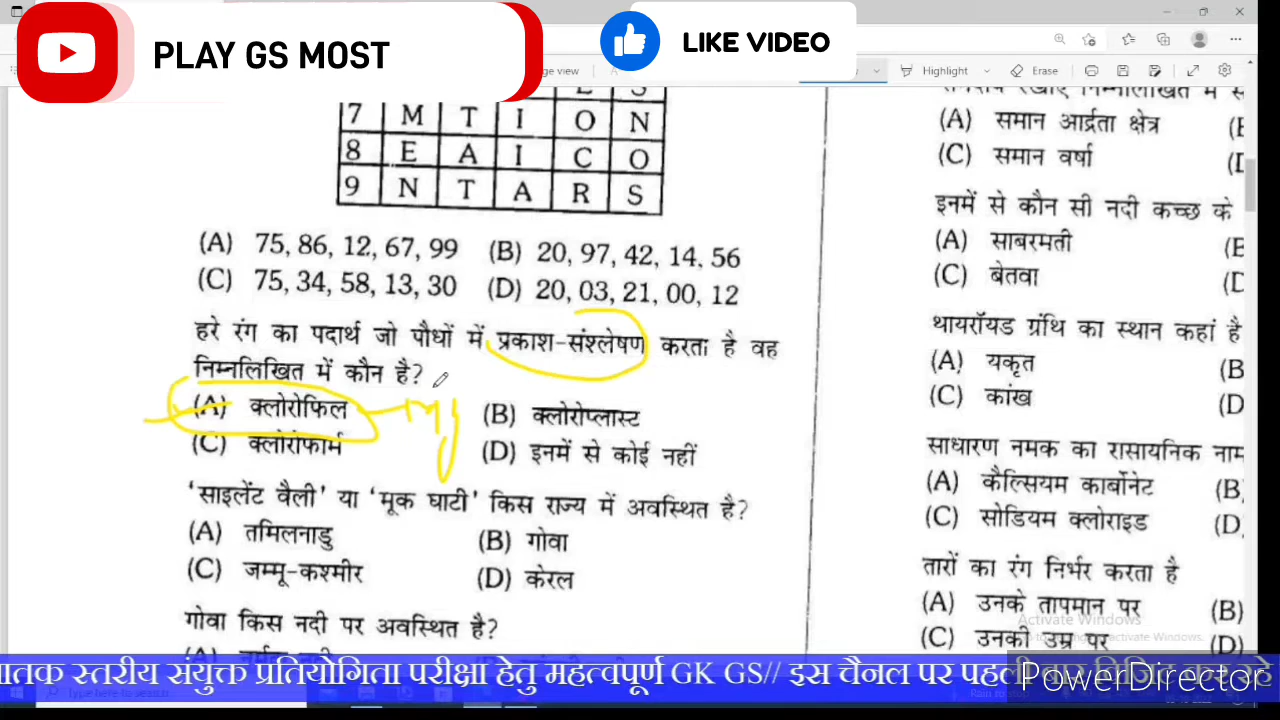 PLAY GS MOST
LIKE VIDEO
ge view
Highlight
Erase
7 M T I O N
8 E A I C O
9 N T A R S
(A) 75, 86, 12, 67, 99 (B) 20, 97, 42, 14, 56
(C) 75, 34, 58, 13, 30 (D) 20, 03, 21, 00, 12
हरे रंग का पदार्थ जो पौधों में प्रकाश-संश्लेषण करता है वह
निम्नलिखित में कौन है?
(A) क्लोरोफिल (B) क्लोरोप्लास्ट
(C) क्लोरोफार्म (D) इनमें से कोई नहीं
Mg
'साइलेंट वैली' या 'मूक घाटी' किस राज्य में अवस्थित है?
(A) तमिलनाडु (B) गोवा
(C) जम्मू-कश्मीर (D) केरल
गोवा किस नदी पर अवस्थित है?
निम्नलिखित में
(A) समान आर्द्रता क्षेत्र
(C) समान वर्षा
इनमें से कौन सी नदी कच्छ के
(A) साबरमती
(C) बेतवा
थायरॉयड ग्रंथि का स्थान कहां है
(A) यकृत (B
(C) कांख (D
साधारण नमक का रासायनिक नाम
(A) कैल्सियम कार्बोनेट (B)
(C) सोडियम क्लोराइड (D)
तारों का रंग निर्भर करता है
(A) उनके तापमान पर (B)
(C) उनकी उम्र पर (D)
Activate Windows
ातक स्तरीय संयुक्त प्रतियोगिता परीक्षा हेतु महत्वपूर्ण GK GS// इस चैनल पर
PowerDirector